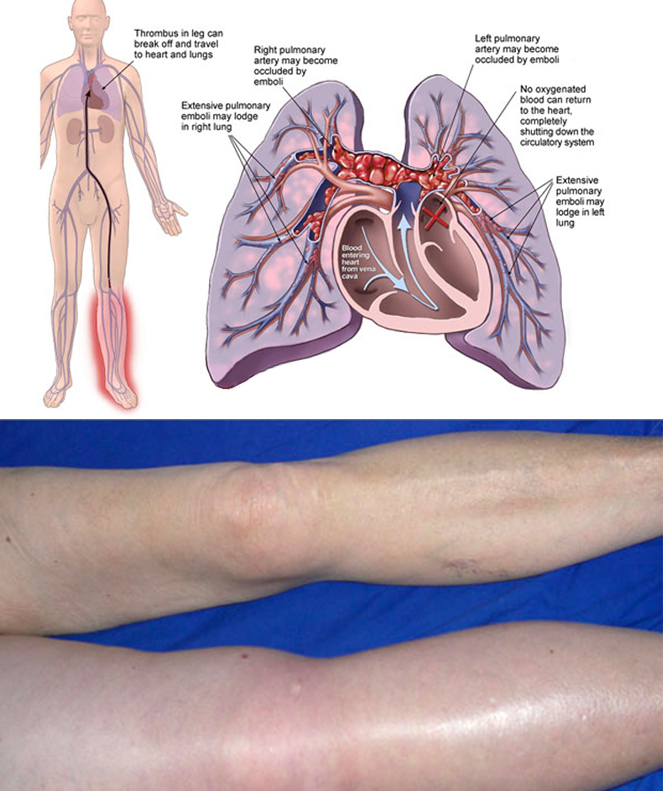 Thrombus in leg can
break off and travel
to heart and lungs
Right pulmonary
artery may become
occluded by
emboli
Left pulmonary
artery may become
occluded by emboli
Extensive pulmonary
emboli may lodge
in right lung
No oxygenated
blood can return
to the heart,
completely
shutting down the
circulatory system
Extensive
pulmonary
emboli may
lodge in left
lung
Blood
entering
heart
from vena
cava